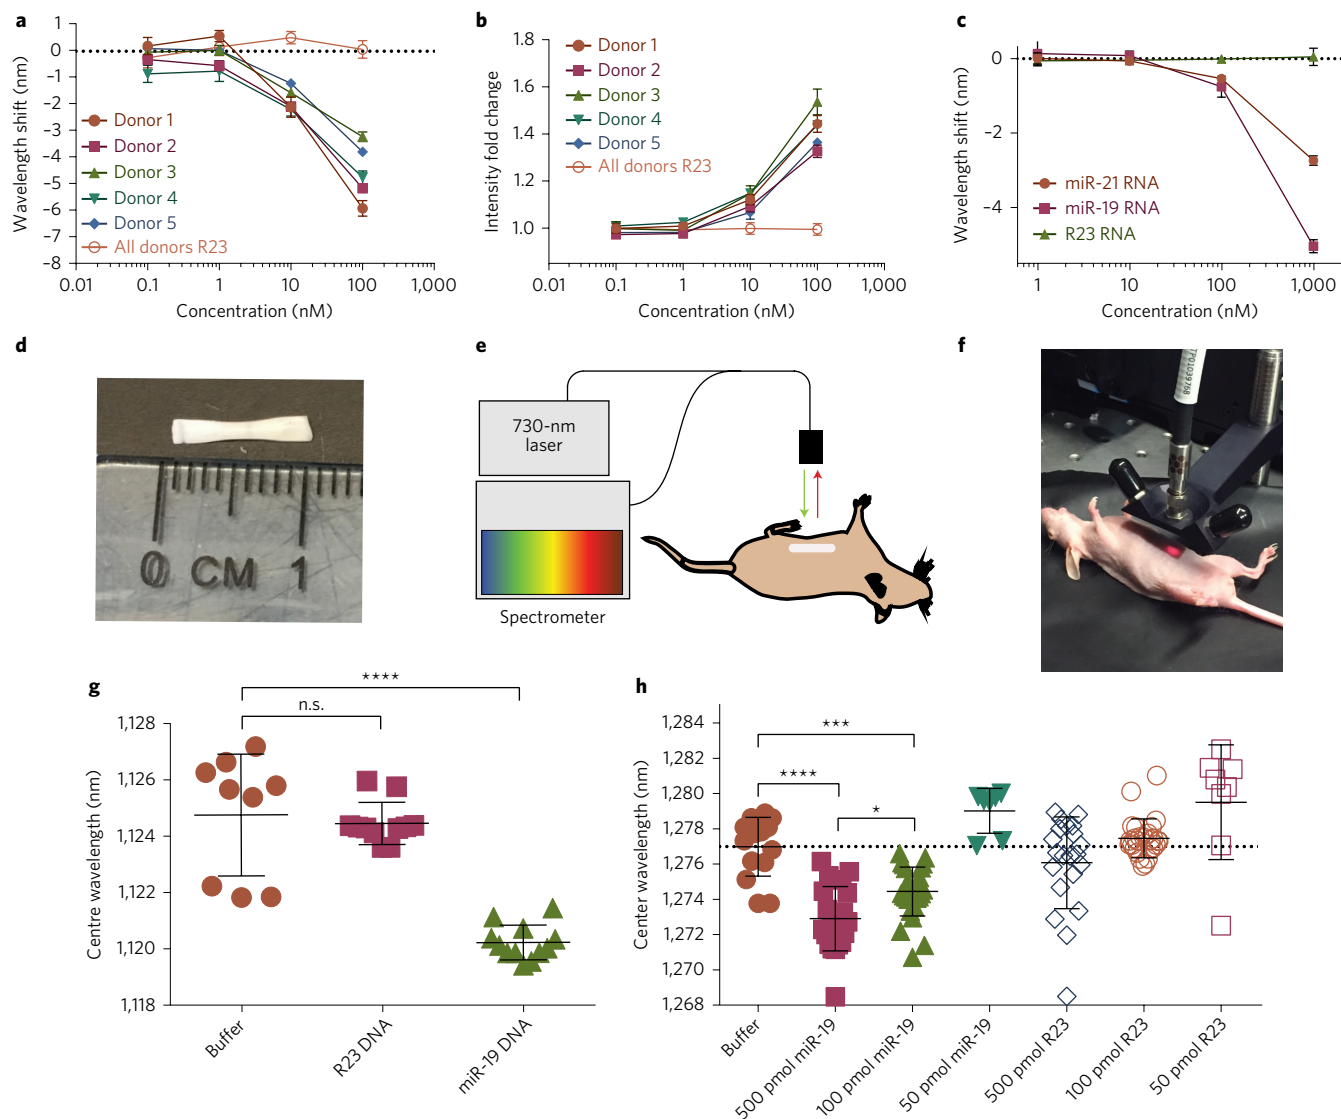 a
1
0
-1
-2
-3
-4
-5
-6
-7
-8
Wavelength shift (nm)
Donor 1
Donor 2
Donor 3
Donor 4
Donor 5
All donors R23
0.01
0.1
1
10
100
1,000
Concentration (nM)
b
1.8
1.6
1.4
1.2
1.0
Intensity fold change
Donor 1
Donor 2
Donor 3
Donor 4
Donor 5
All donors R23
0.01
0.1
1
10
100
1,000
Concentration (nM)
c
0
-2
-4
Wavelength shift (nm)
miR-21 RNA
miR-19 RNA
R23 RNA
1
10
100
1,000
Concentration (nM)
d
0 CM 1
e
730-nm
laser
Spectrometer
f
TP01039768
g
****
n.s.
1,128
1,126
1,124
1,122
1,120
1,118
Centre wavelength (nm)
Buffer
R23 DNA
miR-19 DNA
h
***
****
*
1,284
1,282
1,280
1,278
1,276
1,274
1,272
1,270
1,268
Center wavelength (nm)
Buffer
500 pmol miR-19
100 pmol miR-19
50 pmol miR-19
500 pmol R23
100 pmol R23
50 pmol R23